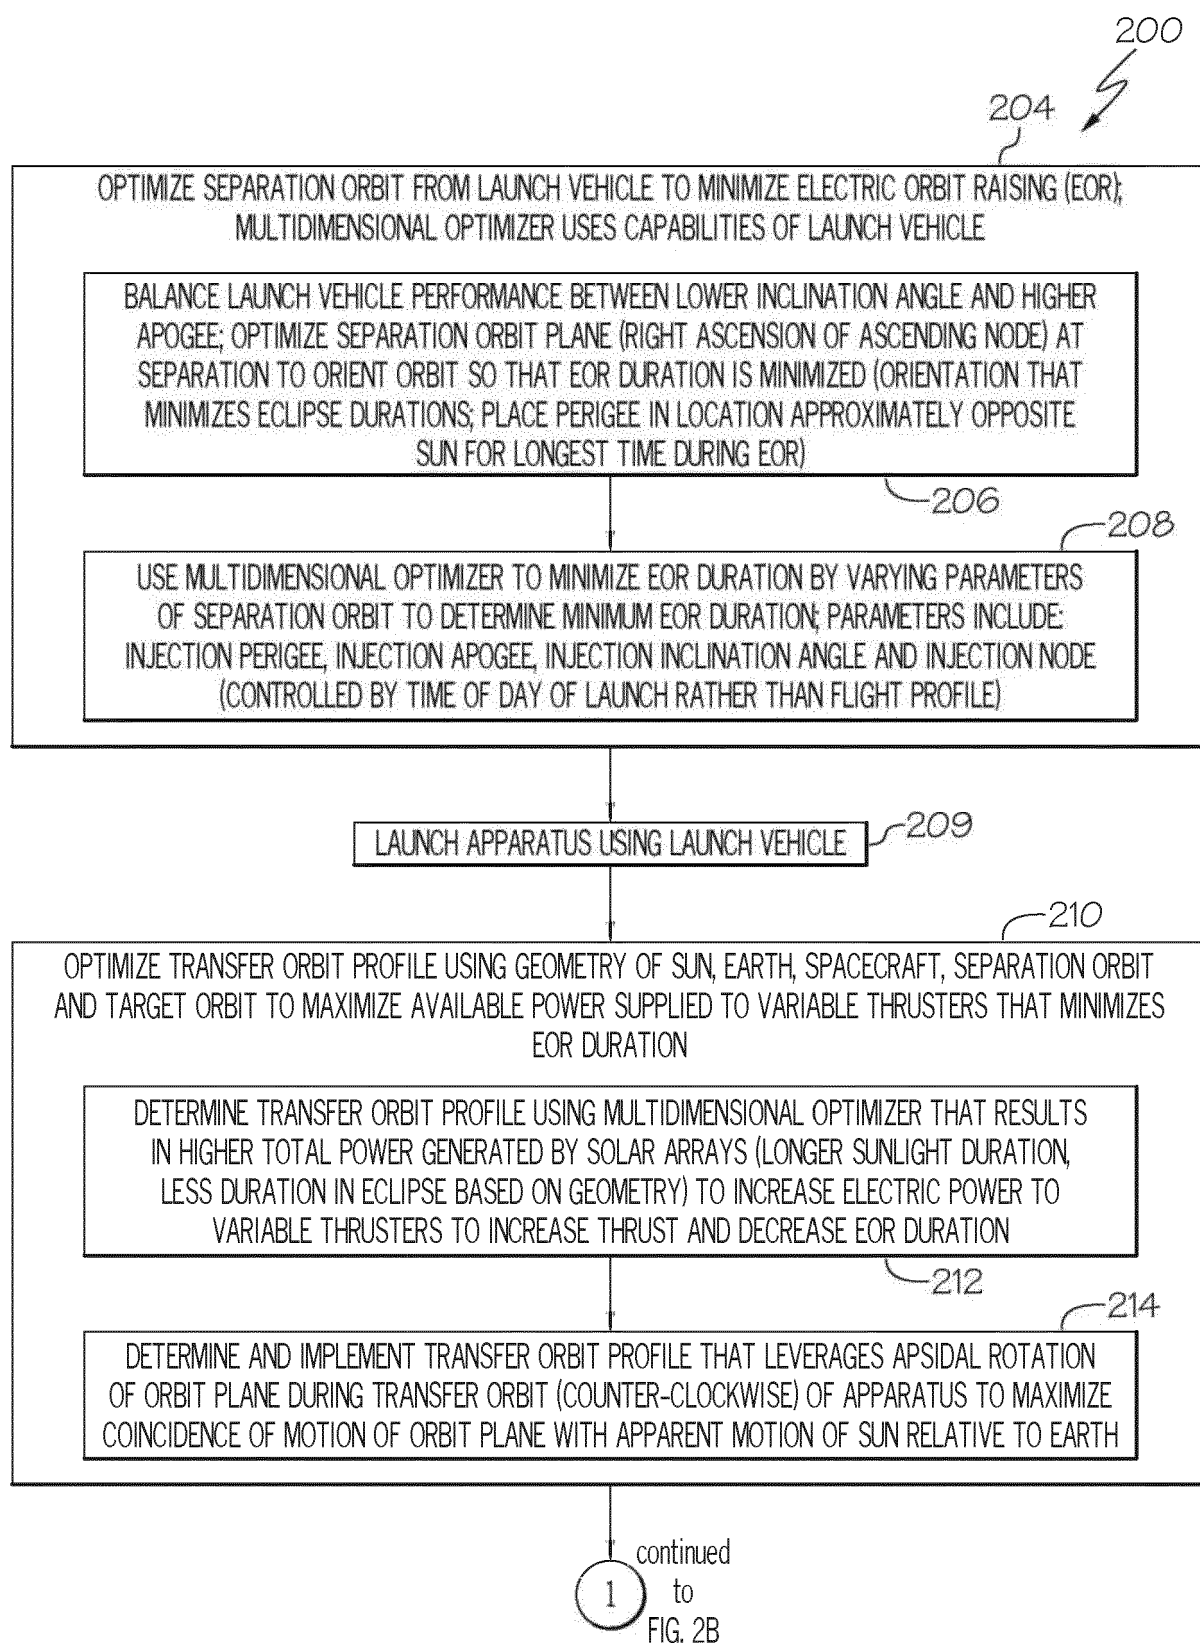 200
204
OPTIMIZE SEPARATION ORBIT FROM LAUNCH VEHICLE TO MINIMIZE ELECTRIC ORBIT RAISING (EOR);
MULTIDIMENSIONAL OPTIMIZER USES CAPABILITIES OF LAUNCH VEHICLE
BALANCE LAUNCH VEHICLE PERFORMANCE BETWEEN LOWER INCLINATION ANGLE AND HIGHER
APOGEE; OPTIMIZE SEPARATION ORBIT PLANE (RIGHT ASCENSION OF ASCENDING NODE) AT
SEPARATION TO ORIENT ORBIT SO THAT EOR DURATION IS MINIMIZED (ORIENTATION THAT
MINIMIZES ECLIPSE DURATIONS; PLACE PERIGEE IN LOCATION APPROXIMATELY OPPOSITE
SUN FOR LONGEST TIME DURING EOR)
206
208
USE MULTIDIMENSIONAL OPTIMIZER TO MINIMIZE EOR DURATION BY VARYING PARAMETERS
OF SEPARATION ORBIT TO DETERMINE MINIMUM EOR DURATION; PARAMETERS INCLUDE:
INJECTION PERIGEE, INJECTION APOGEE, INJECTION INCLINATION ANGLE AND INJECTION NODE
(CONTROLLED BY TIME OF DAY OF LAUNCH RATHER THAN FLIGHT PROFILE)
LAUNCH APPARATUS USING LAUNCH VEHICLE
209
210
OPTIMIZE TRANSFER ORBIT PROFILE USING GEOMETRY OF SUN, EARTH, SPACECRAFT, SEPARATION ORBIT
AND TARGET ORBIT TO MAXIMIZE AVAILABLE POWER SUPPLIED TO VARIABLE THRUSTERS THAT MINIMIZES
EOR DURATION
DETERMINE TRANSFER ORBIT PROFILE USING MULTIDIMENSIONAL OPTIMIZER THAT RESULTS
IN HIGHER TOTAL POWER GENERATED BY SOLAR ARRAYS (LONGER SUNLIGHT DURATION,
LESS DURATION IN ECLIPSE BASED ON GEOMETRY) TO INCREASE ELECTRIC POWER TO
VARIABLE THRUSTERS TO INCREASE THRUST AND DECREASE EOR DURATION
212
214
DETERMINE AND IMPLEMENT TRANSFER ORBIT PROFILE THAT LEVERAGES APSIDAL ROTATION
OF ORBIT PLANE DURING TRANSFER ORBIT (COUNTER-CLOCKWISE) OF APPARATUS TO MAXIMIZE
COINCIDENCE OF MOTION OF ORBIT PLANE WITH APPARENT MOTION OF SUN RELATIVE TO EARTH
1
continued
to
FIG. 2B